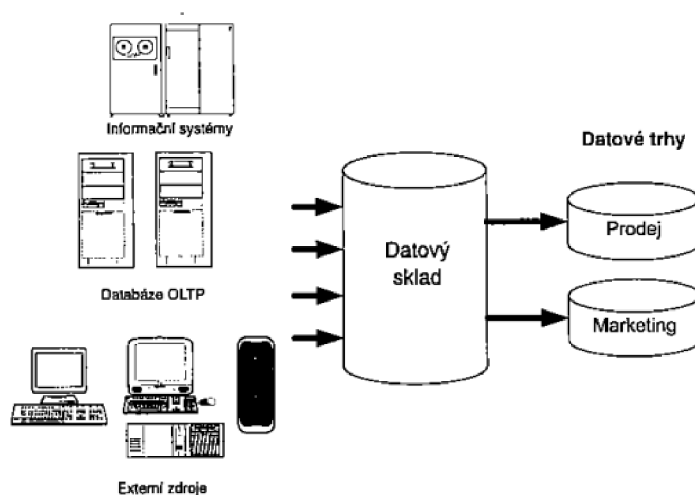 Informační systémy
Databáze OLTP
Externí zdroje
Datový
sklad
Datové trhy
Prodej
Marketing